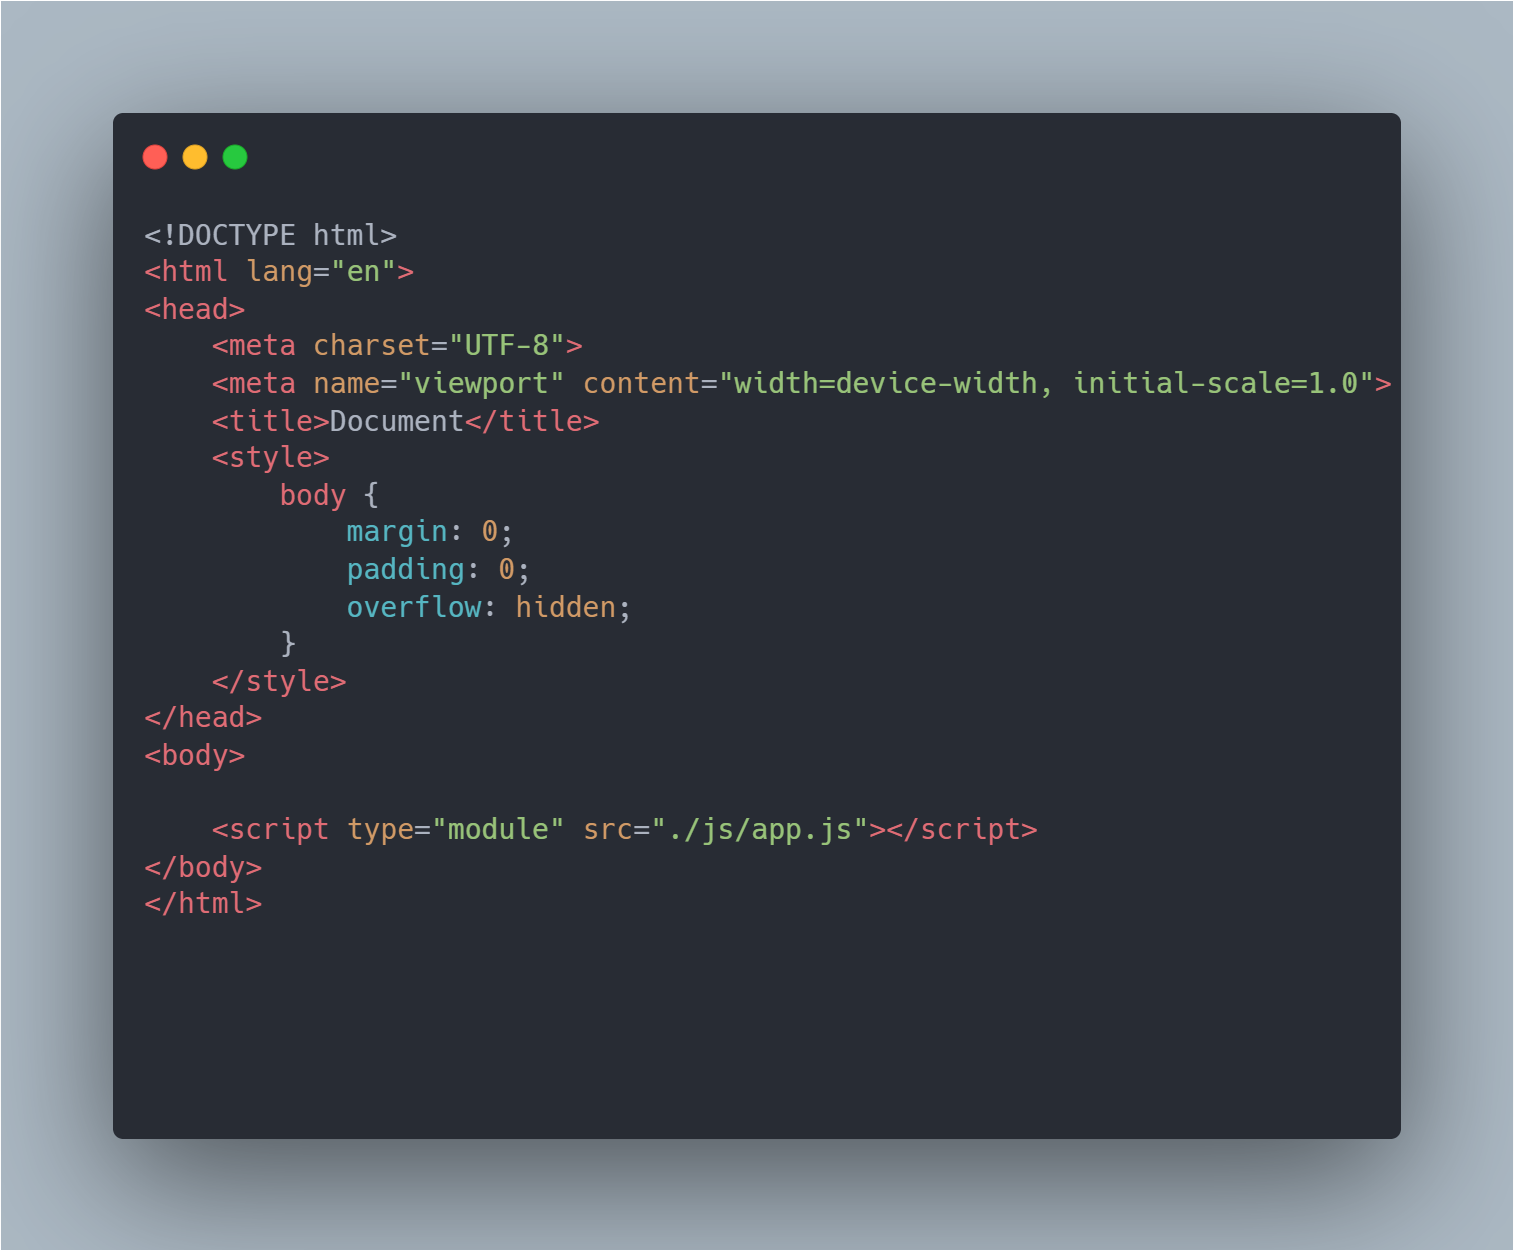 <!DOCTYPE html>
<html lang="en">
<head>
    <meta charset="UTF-8">
    <meta name="viewport" content="width=device-width, initial-scale=1.0">
    <title>Document</title>
    <style>
        body {
            margin: 0;
            padding: 0;
            overflow: hidden;
        }
    </style>
</head>
<body>

    <script type="module" src="./js/app.js"></script>
</body>
</html>